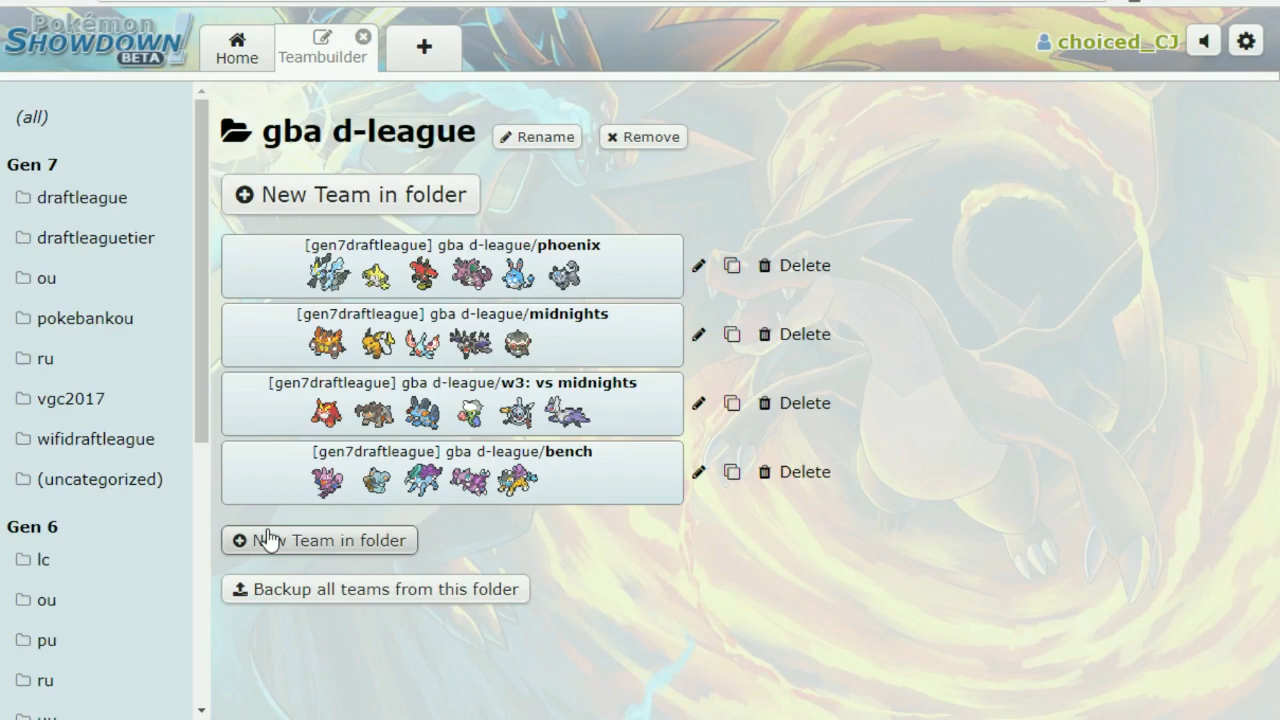 Pokémon
SHOWDOWN!
BETA
Home
Teambuilder
choiced_CJ
(all)
Gen 7
draftleague
draftleaguetier
ou
pokebankou
ru
vgc2017
wifidraftleague
(uncategorized)
Gen 6
lc
ou
pu
ru
gba d-league
Rename
Remove
New Team in folder
[gen7draftleague] gba d-league/phoenix
Delete
[gen7draftleague] gba d-league/midnights
Delete
[gen7draftleague] gba d-league/w3: vs midnights
Delete
[gen7draftleague] gba d-league/bench
Delete
New Team in folder
Backup all teams from this folder